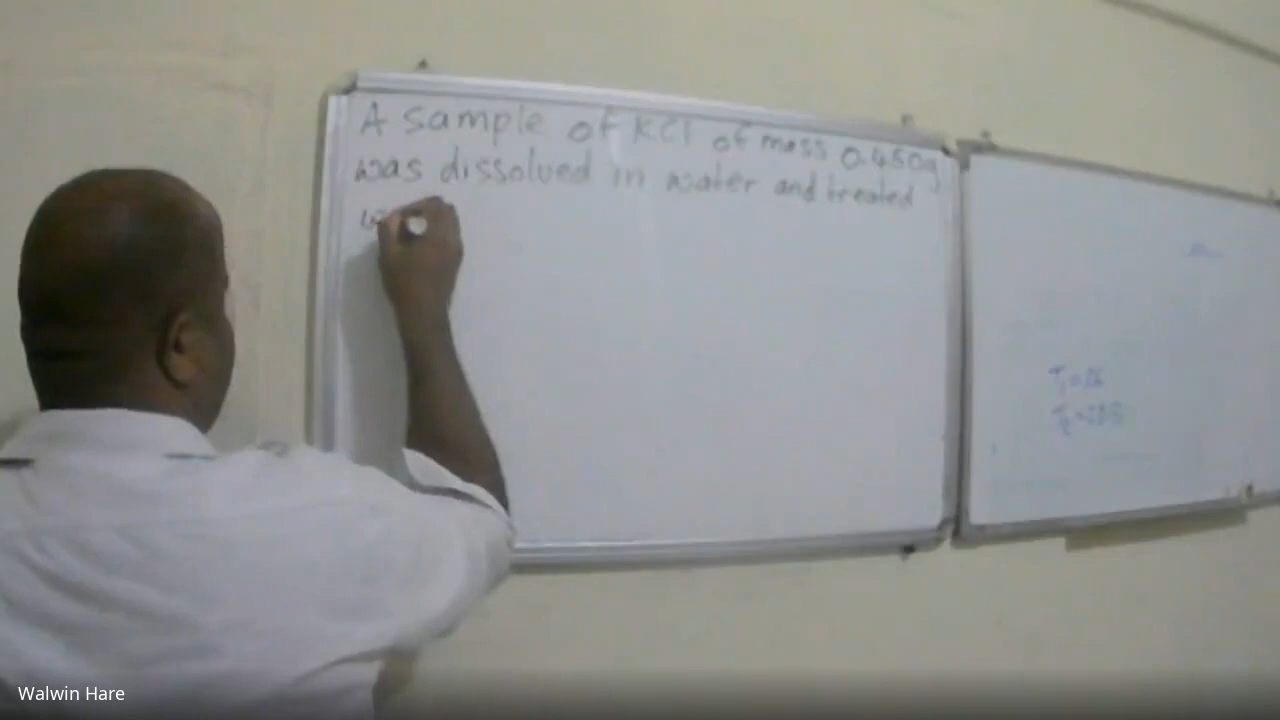 A sample of KCl of mass 0.450g
was dissolved in water and treated
w
Walwin Hare